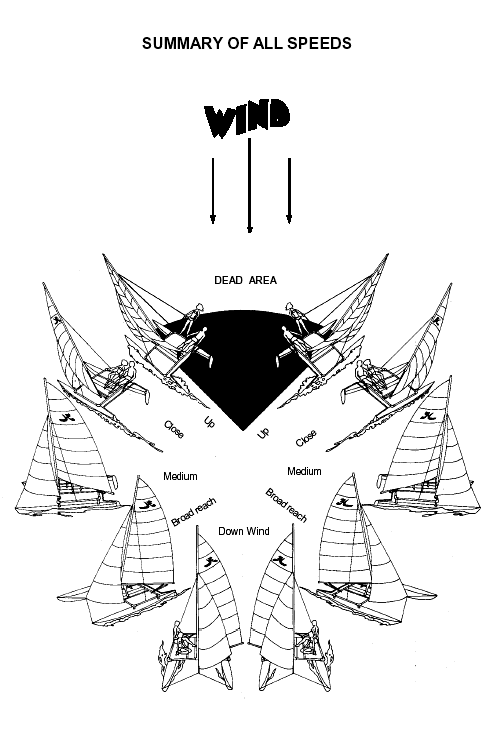 SUMMARY OF ALL SPEEDS
WIND
DEAD AREA
Up
Up
Close
Close
Medium
Medium
Broad reach
Broad reach
Down Wind